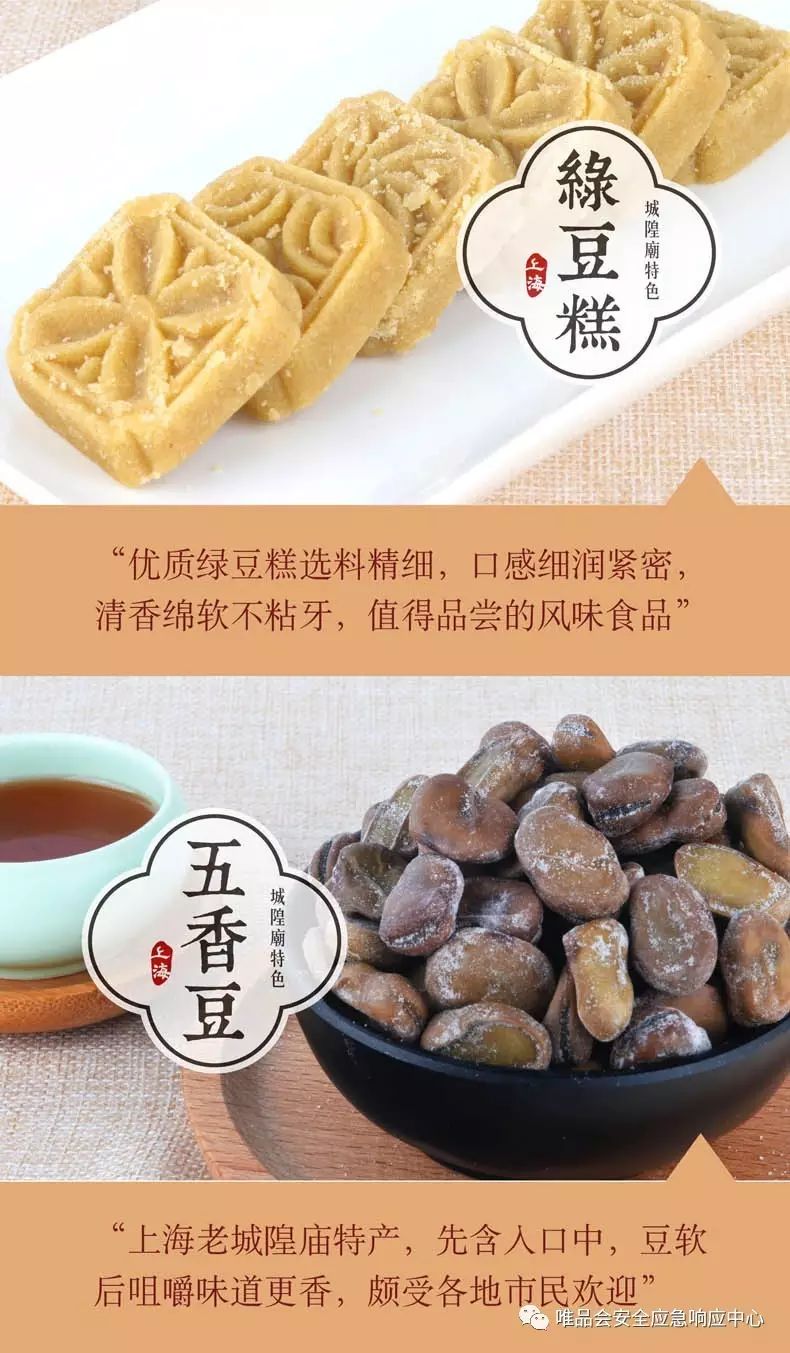 綠豆糕
城隍廟特色
上海
“优质绿豆糕选料精细，口感细润紧密，
清香绵软不粘牙，值得品尝的风味食品”
五香豆
城隍廟特色
上海
“上海老城隍庙特产，先含入口中，豆软
后咀嚼味道更香，颇受各地市民欢迎”
唯品会安全应急响应中心